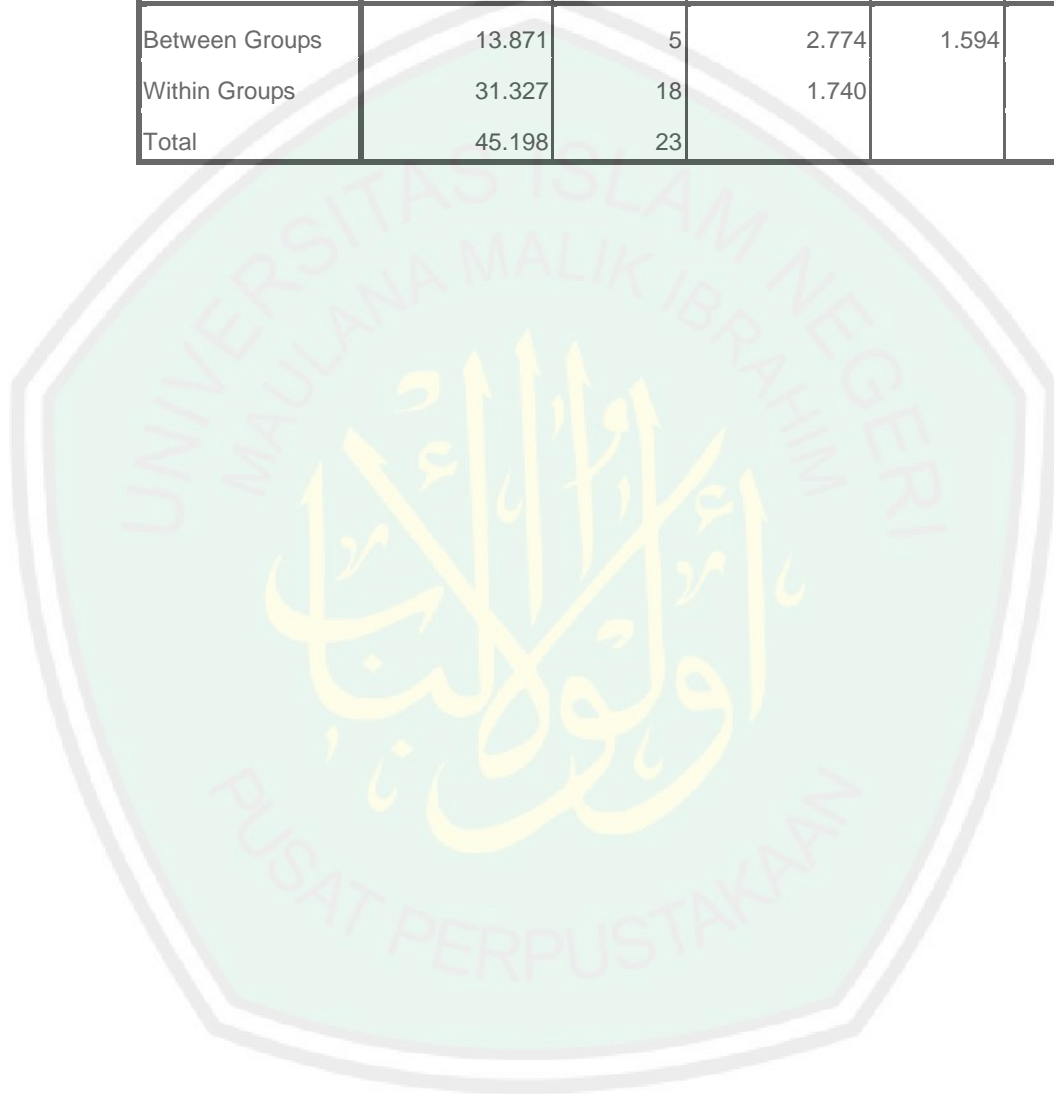 Between Groups 13.871 5 2.774 1.594
Within Groups 31.327 18 1.740
Total 45.198 23
UNIVERSITAS ISLAM NEGERI
MAULANA MALIK IBRAHIM
أولوا الألباب
PUSAT PERPUSTAKAAN